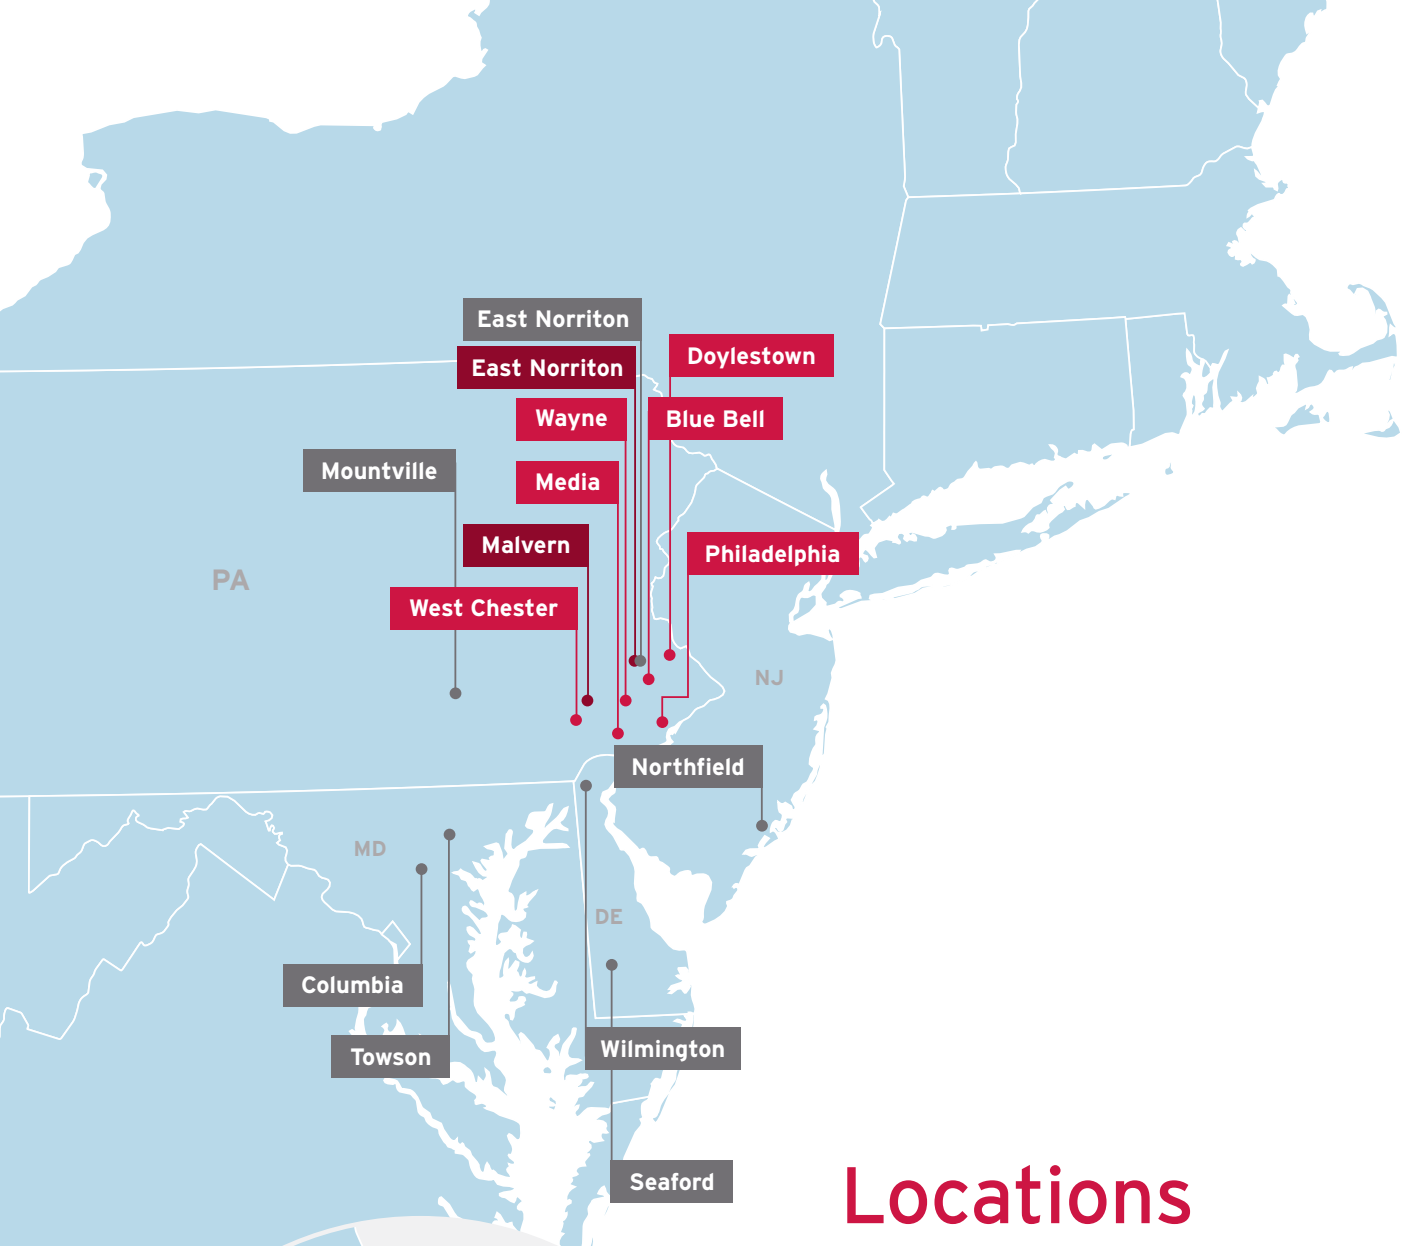 East Norriton
Doylestown
East Norriton
Wayne
Blue Bell
Mountville
Media
Malvern
Philadelphia
PA
West Chester
NJ
Northfield
MD
DE
Columbia
Wilmington
Towson
Seaford
Locations